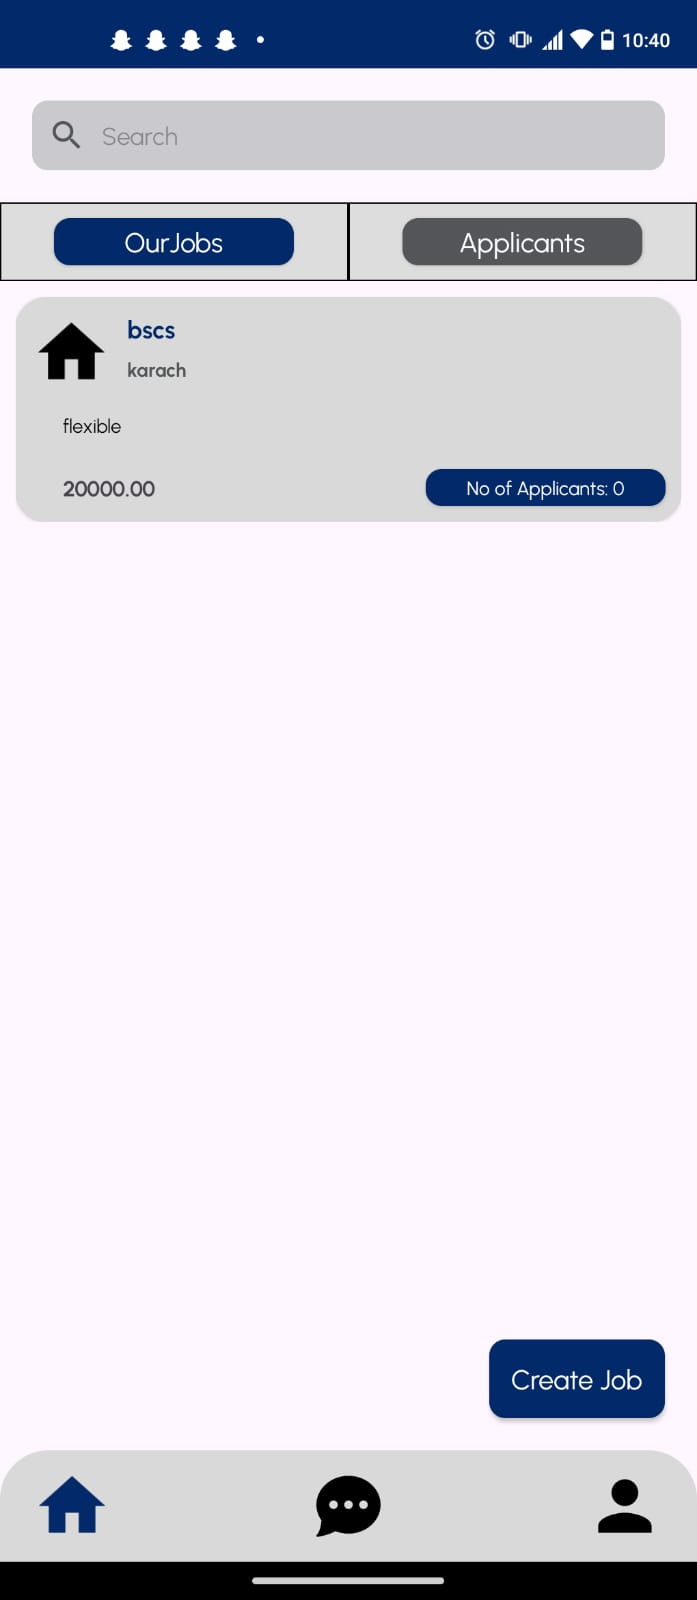 10:40
Search
OurJobs
Applicants
bscs
karach
flexible
20000.00
No of Applicants: 0
Create Job